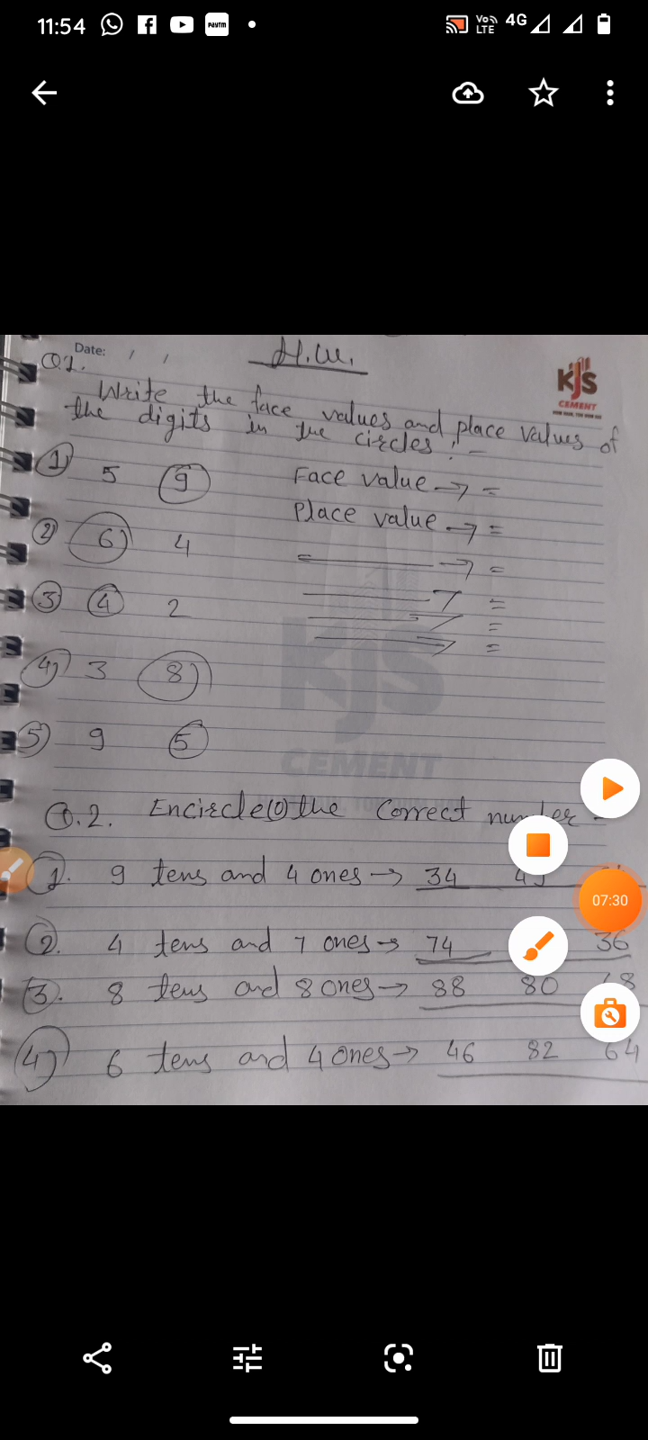 11:54
Vo)) LTE 4G
Date: / /
H.W.
KJS
CEMENT
Q1.
Write the face values and place values of
the digits in the circles! -
① 5 ⑨ Face value → =
Place value → =
② ⑥ 4 → =
③ ④ 2 → =
→ =
→ =
④ 3 ⑧
⑤ 9 ⑤
KJS
CEMENT
Q.2. Encircle(O) the correct number -
①. 9 tens and 4 ones → 34
②. 4 tens and 7 ones → 74 36
③. 8 tens and 8 ones → 88 80
④ 6 tens and 4 ones → 46 82 64
07:30